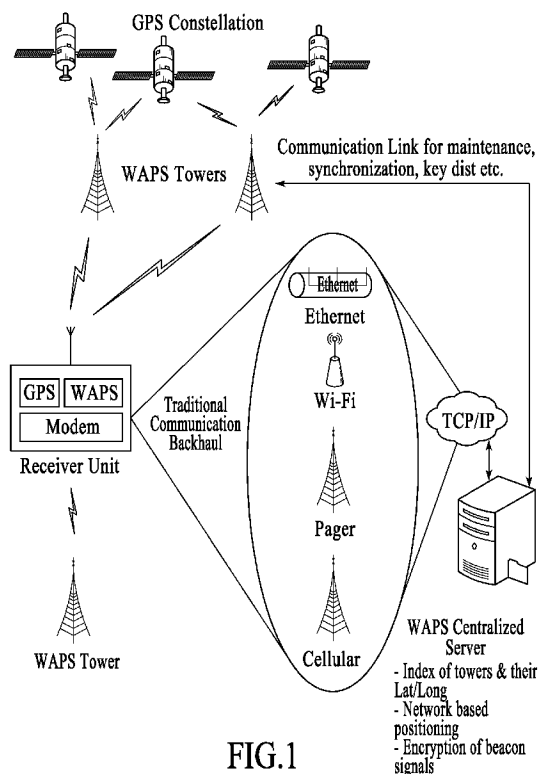 GPS Constellation
WAPS Towers
Communication Link for maintenance,
synchronization, key dist etc.
Ethernet
Ethernet
Wi-Fi
GPS
WAPS
Modem
Receiver Unit
Traditional
Communication
Backhaul
TCP/IP
Pager
WAPS Tower
Cellular
WAPS Centralized
Server
- Index of towers & their
Lat/Long
- Network based
positioning
- Encryption of beacon
signals
FIG.1